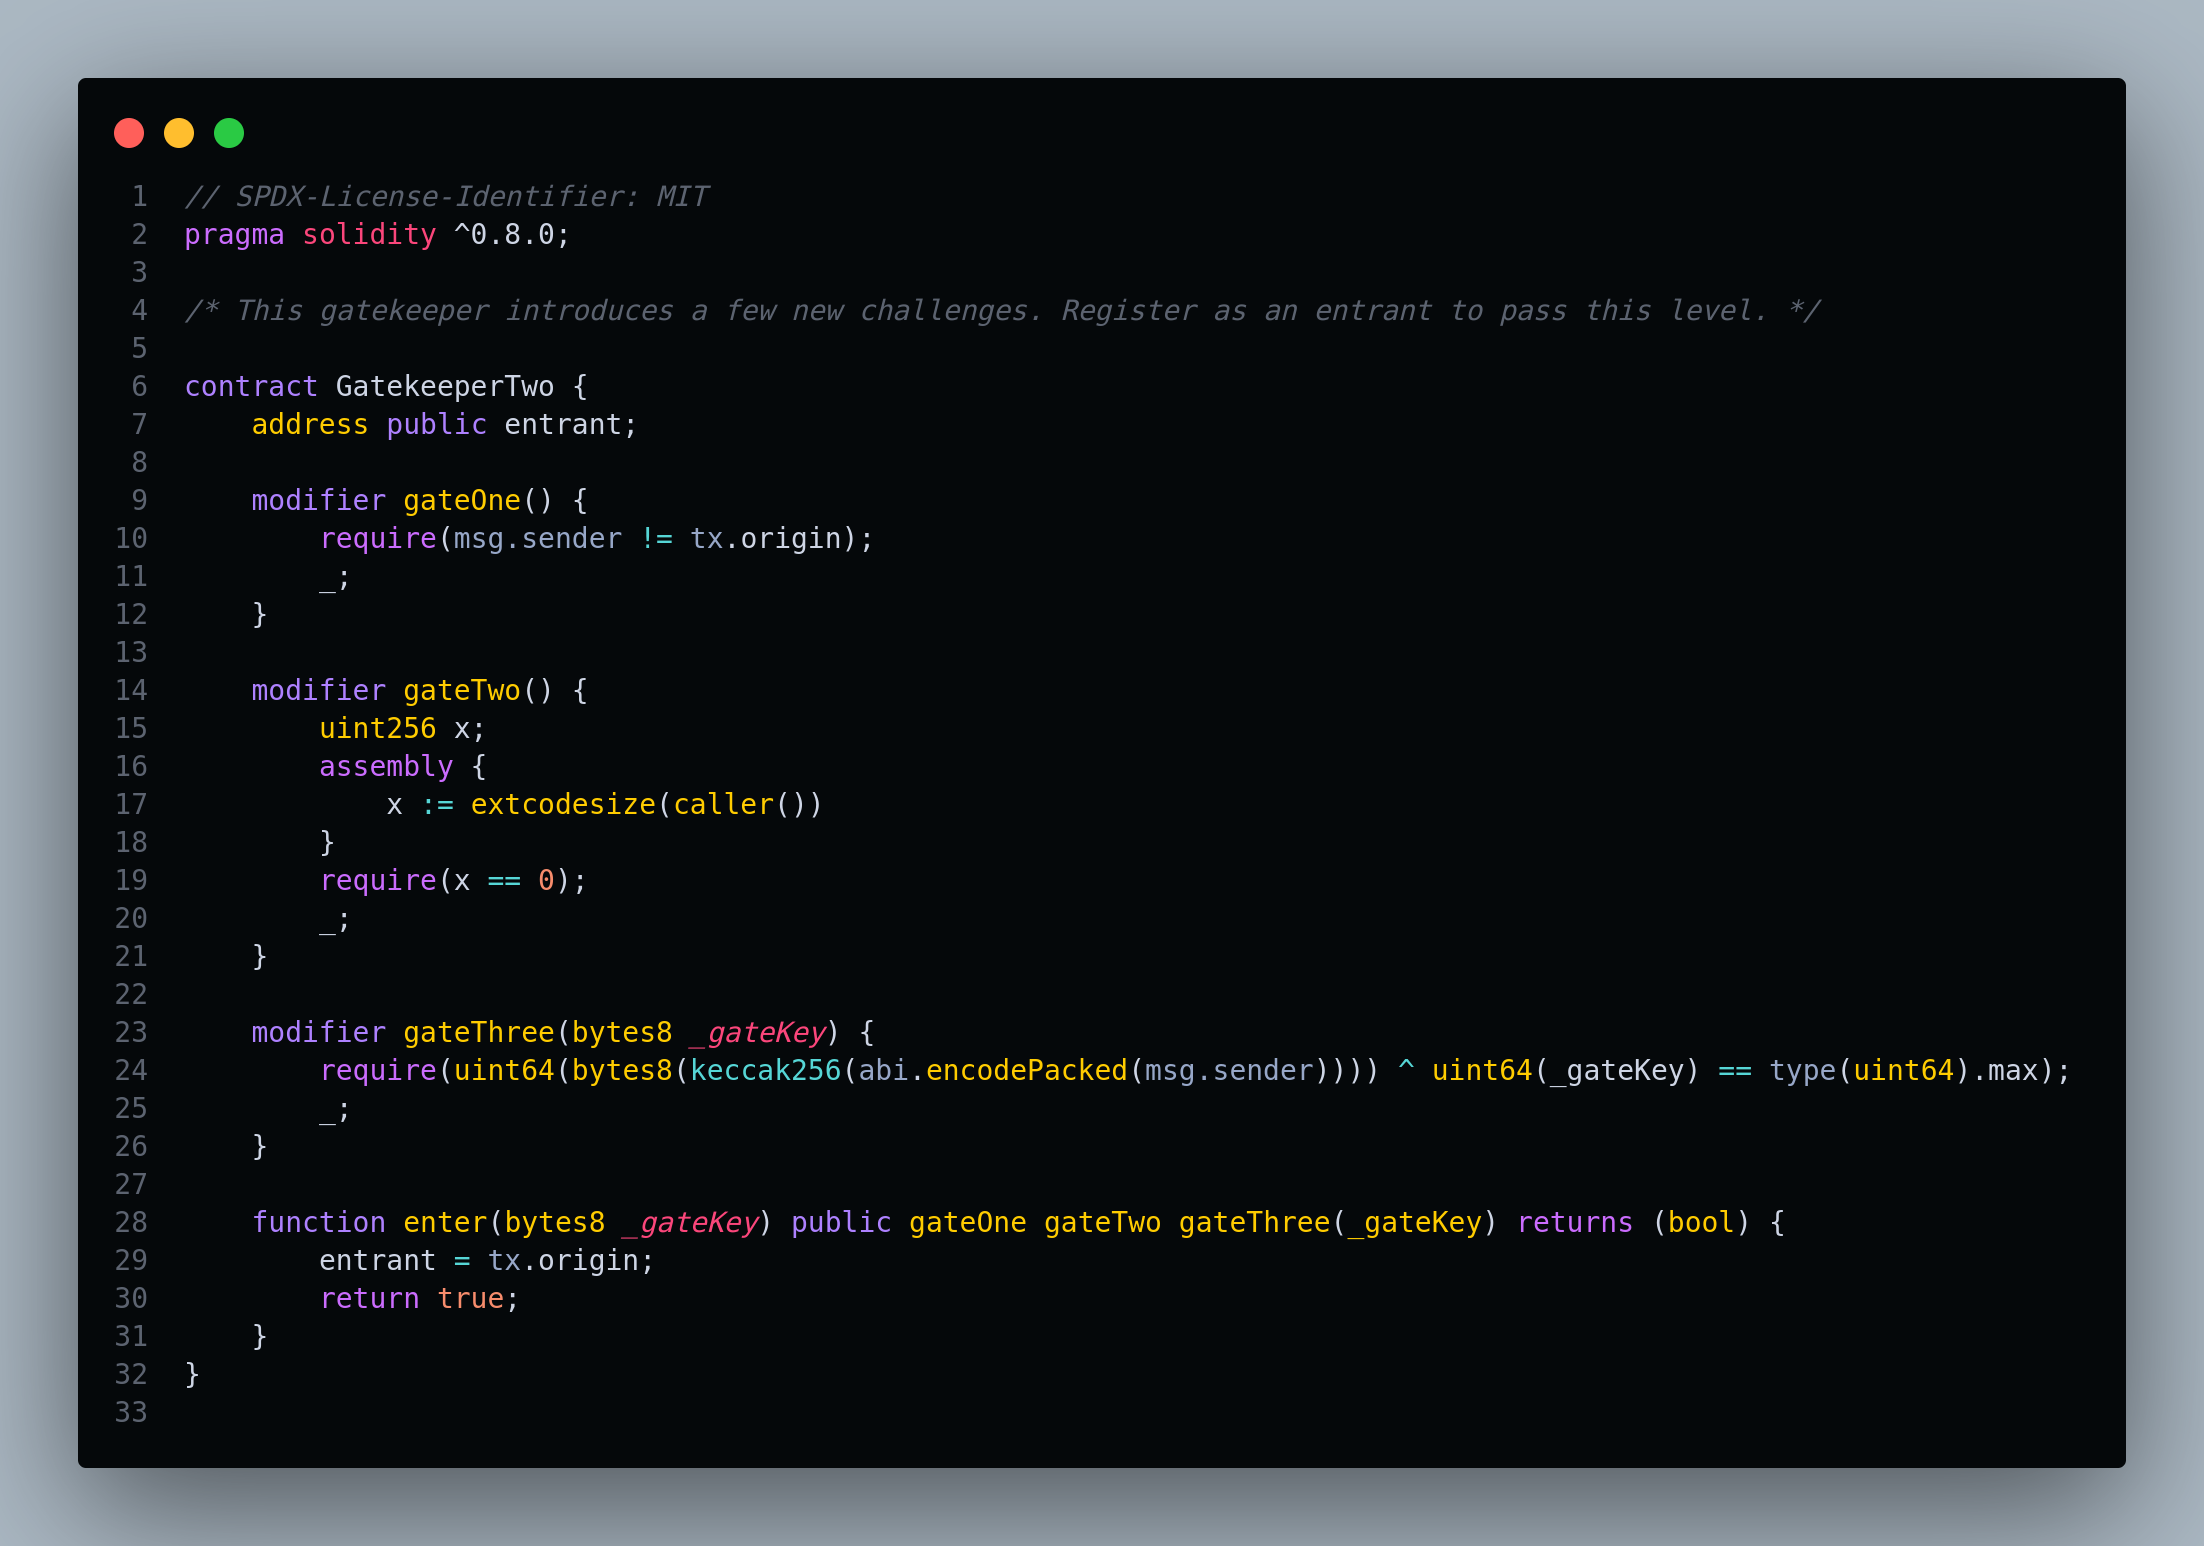 1 // SPDX-License-Identifier: MIT
2 pragma solidity ^0.8.0;
3
4 /* This gatekeeper introduces a few new challenges. Register as an entrant to pass this level. */
5
6 contract GatekeeperTwo {
7     address public entrant;
8
9     modifier gateOne() {
10         require(msg.sender != tx.origin);
11         _;
12     }
13
14     modifier gateTwo() {
15         uint256 x;
16         assembly {
17             x := extcodesize(caller())
18         }
19         require(x == 0);
20         _;
21     }
22
23     modifier gateThree(bytes8 _gateKey) {
24         require(uint64(bytes8(keccak256(abi.encodePacked(msg.sender)))) ^ uint64(_gateKey) == type(uint64).max);
25         _;
26     }
27
28     function enter(bytes8 _gateKey) public gateOne gateTwo gateThree(_gateKey) returns (bool) {
29         entrant = tx.origin;
30         return true;
31     }
32 }
33